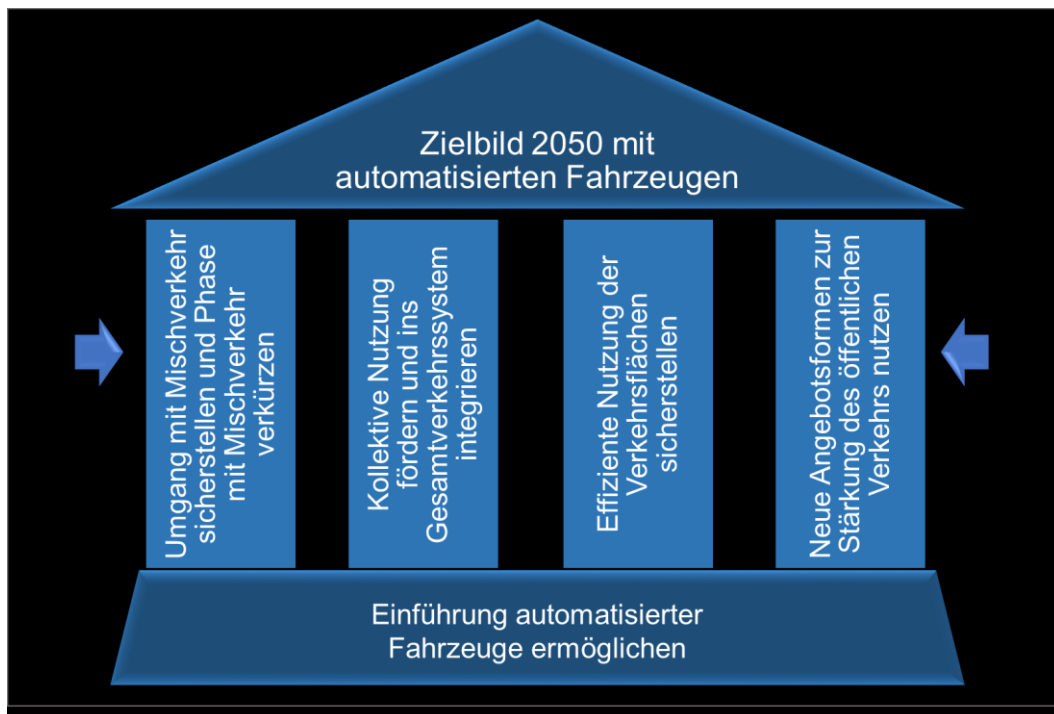 Zielbild 2050 mit
automatisierten Fahrzeugen
Umgang mit Mischverkehr
sicherstellen und Phase
mit Mischverkehr
verkürzen
Kollektive Nutzung
fördern und ins
Gesamtverkehrssystem
integrieren
Effiziente Nutzung der
Verkehrsflächen
sicherstellen
Neue Angebotsformen zur
Stärkung des öffentlichen
Verkehrs nutzen
Einführung automatisierter
Fahrzeuge ermöglichen